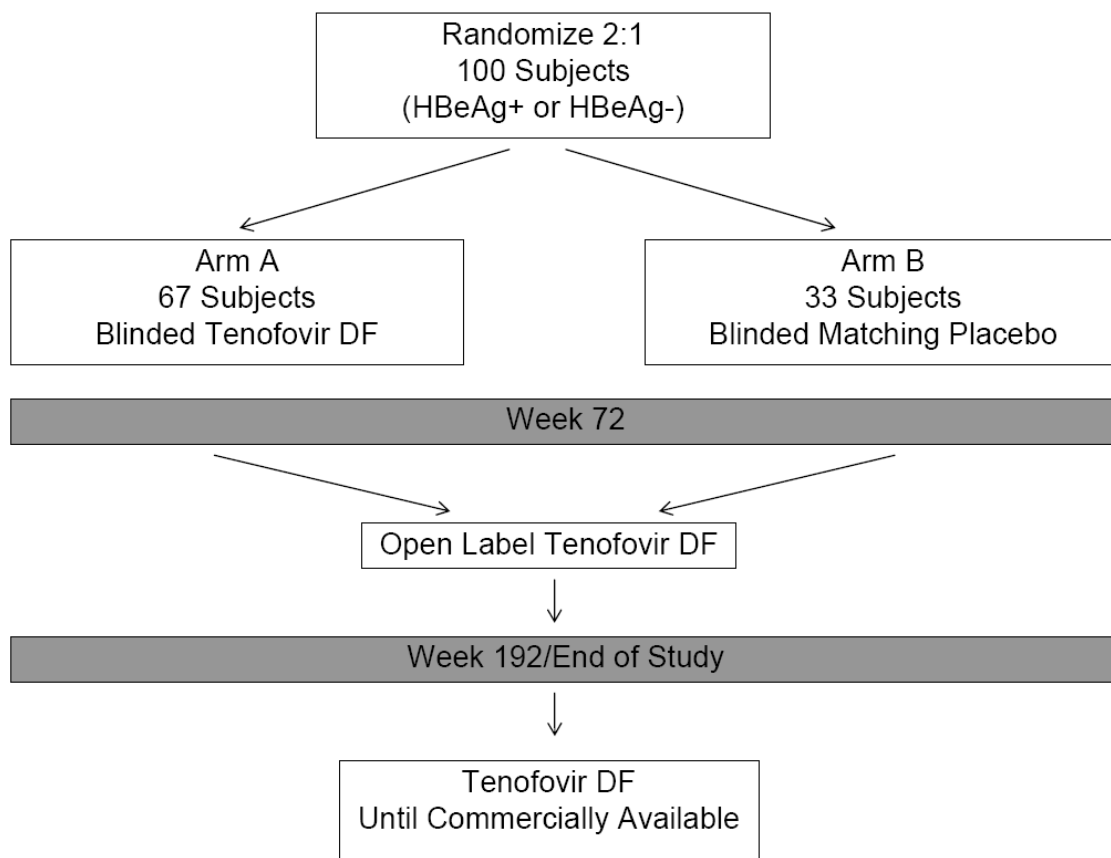 Randomize 2:1
100 Subjects
(HBeAg+ or HBeAg-)
Arm A
67 Subjects
Blinded Tenofovir DF
Arm B
33 Subjects
Blinded Matching Placebo
Week 72
Open Label Tenofovir DF
Week 192/End of Study
Tenofovir DF
Until Commercially Available